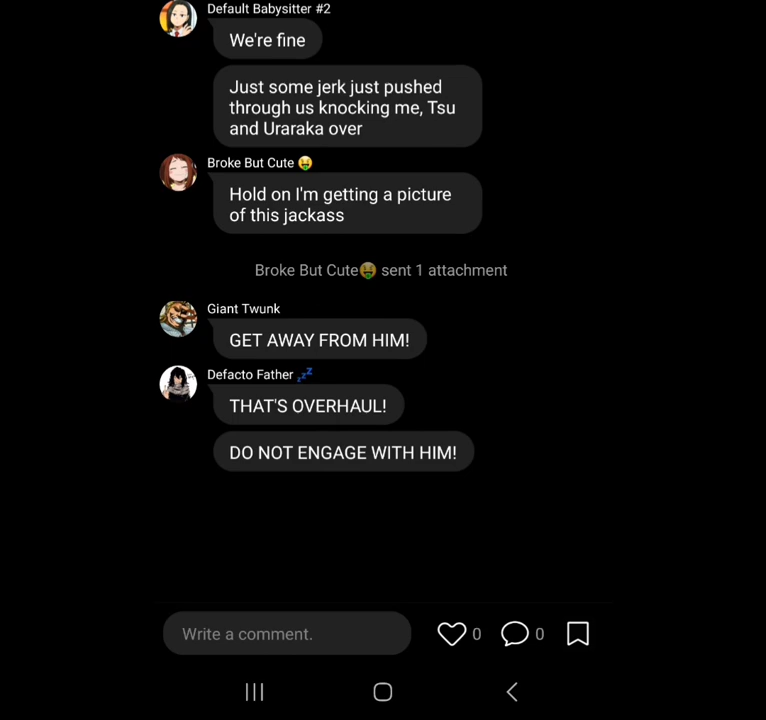 Default Babysitter #2
We're fine
Just some jerk just pushed
through us knocking me, Tsu
and Uraraka over
Broke But Cute 🤑
Hold on I'm getting a picture
of this jackass
Broke But Cute🤑 sent 1 attachment
Giant Twunk
GET AWAY FROM HIM!
Defacto Father 💤
THAT'S OVERHAUL!
DO NOT ENGAGE WITH HIM!
Write a comment.
0
0